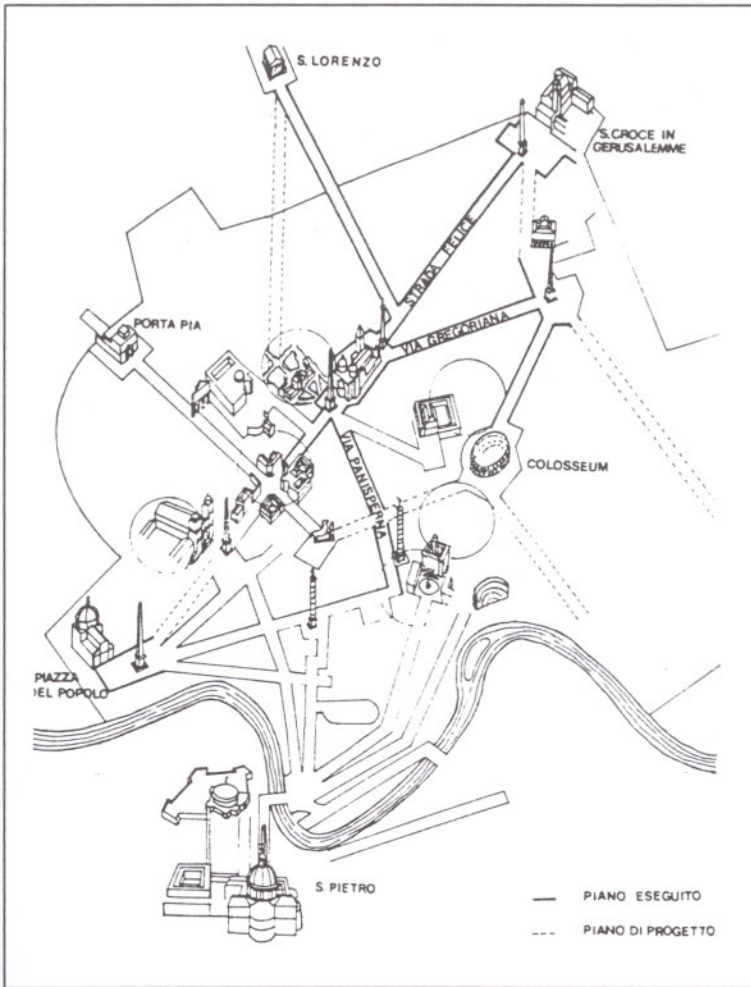 S. LORENZO
S. CROCE IN
GERUSALEMME
STRADA FELICE
PORTA PIA
VIA GREGORIANA
VIA PANISPERNA
COLOSSEUM
PIAZZA
DEL POPOLO
S. PIETRO
PIANO ESEGUITO
PIANO DI PROGETTO